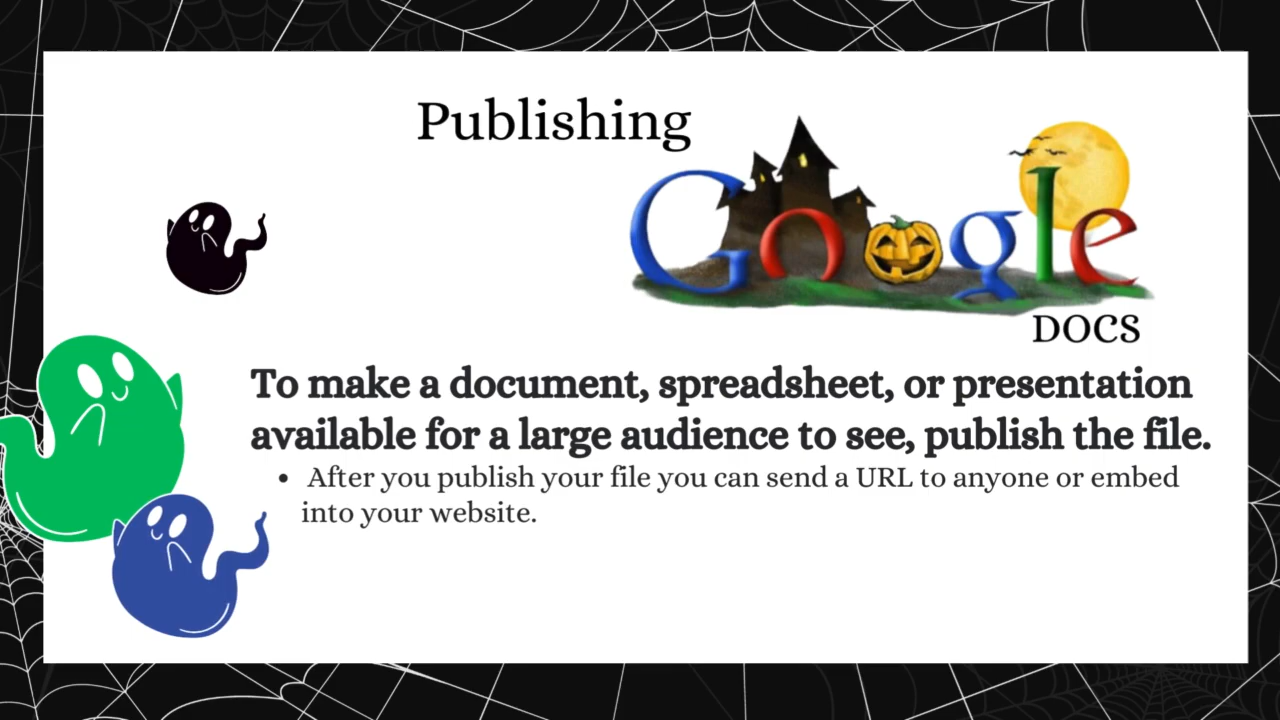 Publishing
Google
DOCS
To make a document, spreadsheet, or presentation
available for a large audience to see, publish the file.
• After you publish your file you can send a URL to anyone or embed
into your website.